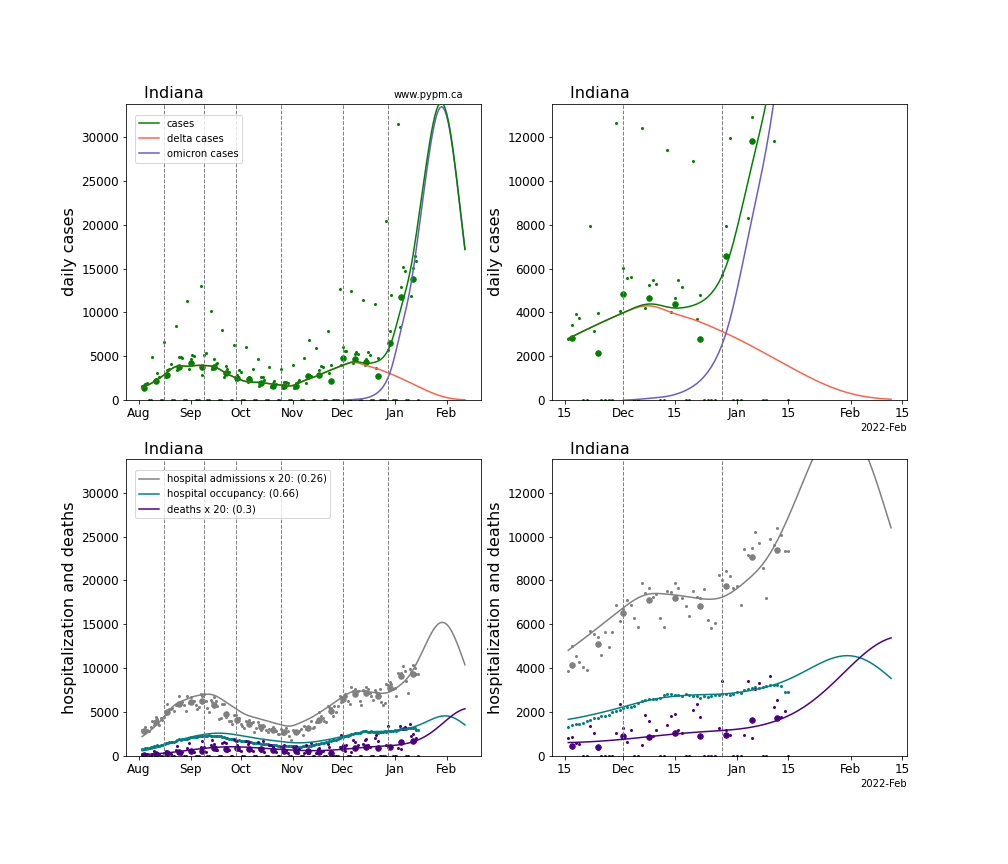 Indiana
www.pypm.ca
daily cases
30000
25000
20000
15000
10000
5000
0
cases
delta cases
omicron cases
Aug Sep Oct Nov Dec Jan Feb
Indiana
daily cases
12000
10000
8000
6000
4000
2000
0
15 Dec 15 Jan 15 Feb 15
2022-Feb
Indiana
hospitalization and deaths
30000
25000
20000
15000
10000
5000
0
hospital admissions x 20: (0.26)
hospital occupancy: (0.66)
deaths x 20: (0.3)
Aug Sep Oct Nov Dec Jan Feb
Indiana
hospitalization and deaths
12000
10000
8000
6000
4000
2000
0
15 Dec 15 Jan 15 Feb 15
2022-Feb